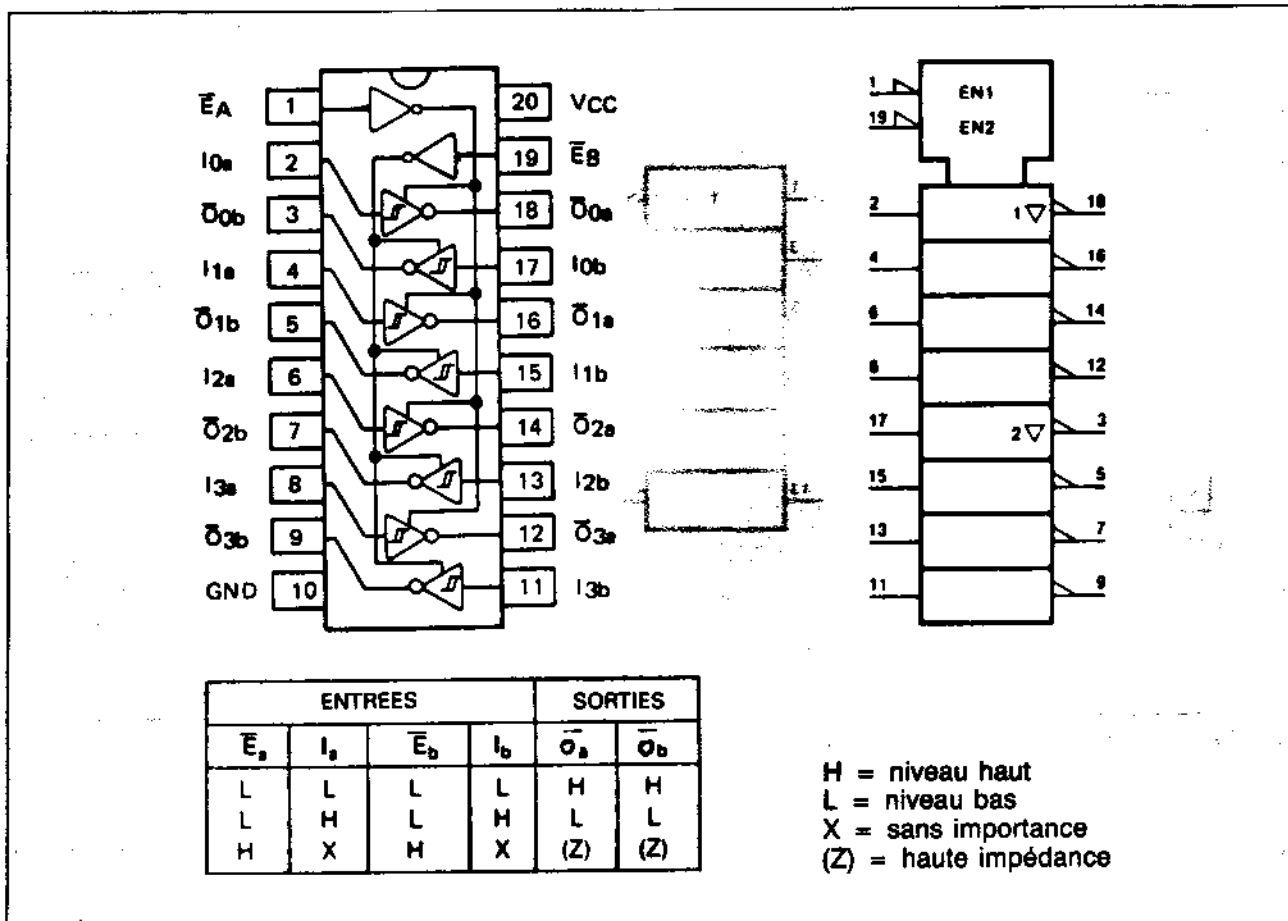 ĒA 1 20 VCC
I0a 2 19 ĒB
Ō0b 3 18 Ō0a
I1a 4 17 I0b
Ō1b 5 16 Ō1a
I2a 6 15 I1b
Ō2b 7 14 Ō2a
I3a 8 13 I2b
Ō3b 9 12 Ō3a
GND 10 11 I3b
1 EN1
19 EN2
2 1 ▽ 18
4 16
6 14
8 12
17 2 ▽ 3
15 5
13 7
11 9
ENTREES SORTIES
Ēa Ia Ēb Ib Ōa Ōb
L L L L H H
L H L H L L
H X H X (Z) (Z)
H = niveau haut
L = niveau bas
X = sans importance
(Z) = haute impédance